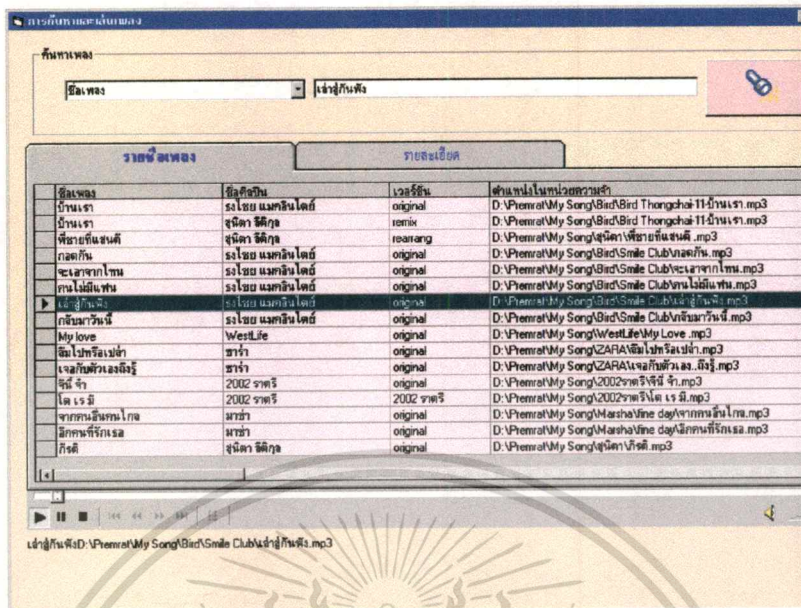 การค้นหาและเล่นเพลง
ค้นหาเพลง
ชื่อเพลง เล่าสู่กันฟัง
รายชื่อเพลง รายละเอียด
ชื่อเพลง ชื่อศิลปิน เวอร์ชั่น ตำแหน่งในหน่วยความจำ
บ้านเรา ธงไชย แมคอินไตย์ original D:\Premrat\My Song\Bird\Bird Thongchai-11-บ้านเรา.mp3
บ้านเรา สุนิตา ลีติกุล remix D:\Premrat\My Song\Bird\Bird Thongchai-11-บ้านเรา.mp3
พี่ชายที่แสนดี สุนิตา ลีติกุล rearrang D:\Premrat\My Song\สุนิตา\พี่ชายที่แสนดี .mp3
กอดกัน ธงไชย แมคอินไตย์ original D:\Premrat\My Song\Bird\Smile Club\กอดกัน.mp3
จะเอาจากไหน ธงไชย แมคอินไตย์ original D:\Premrat\My Song\Bird\Smile Club\จะเอาจากไหน.mp3
คนไม่มีแฟน ธงไชย แมคอินไตย์ original D:\Premrat\My Song\Bird\Smile Club\คนไม่มีแฟน.mp3
เล่าสู่กันฟัง ธงไชย แมคอินไตย์ original D:\Premrat\My Song\Bird\Smile Club\เล่าสู่กันฟัง.mp3
กลับมาวันนี้ ธงไชย แมคอินไตย์ original D:\Premrat\My Song\Bird\Smile Club\กลับมาวันนี้.mp3
My love WestLife original D:\Premrat\My Song\WestLife\My Love .mp3
ลืมไปหรือเปล่า ซาร่า original D:\Premrat\My Song\ZARA\ลืมไปหรือเปล่า.mp3
เจอกับตัวเองถึงรู้ ซาร่า original D:\Premrat\My Song\ZARA\เจอกับตัวเอง..ถึงรู้.mp3
จีนี่ จ๋า 2002 ราตรี original D:\Premrat\My Song\2002ราตรี\จีนี่ จ๋า.mp3
โด เร มี 2002 ราตรี 2002 ราตรี D:\Premrat\My Song\2002ราตรี\โด เร มี.mp3
จากคนอื่นคนไกล มาช่า original D:\Premrat\My Song\Marsha\fine day\จากคนอื่นไกล.mp3
อีกคนที่รักเธอ มาช่า original D:\Premrat\My Song\Marsha\fine day\อีกคนที่รักเธอ.mp3
กิรติ สุนิตา ลีติกุล original D:\Premrat\My Song\สุนิตา\กิรติ.mp3
เล่าสู่กันฟังD:\Premrat\My Song\Bird\Smile Club\เล่าสู่กันฟัง.mp3